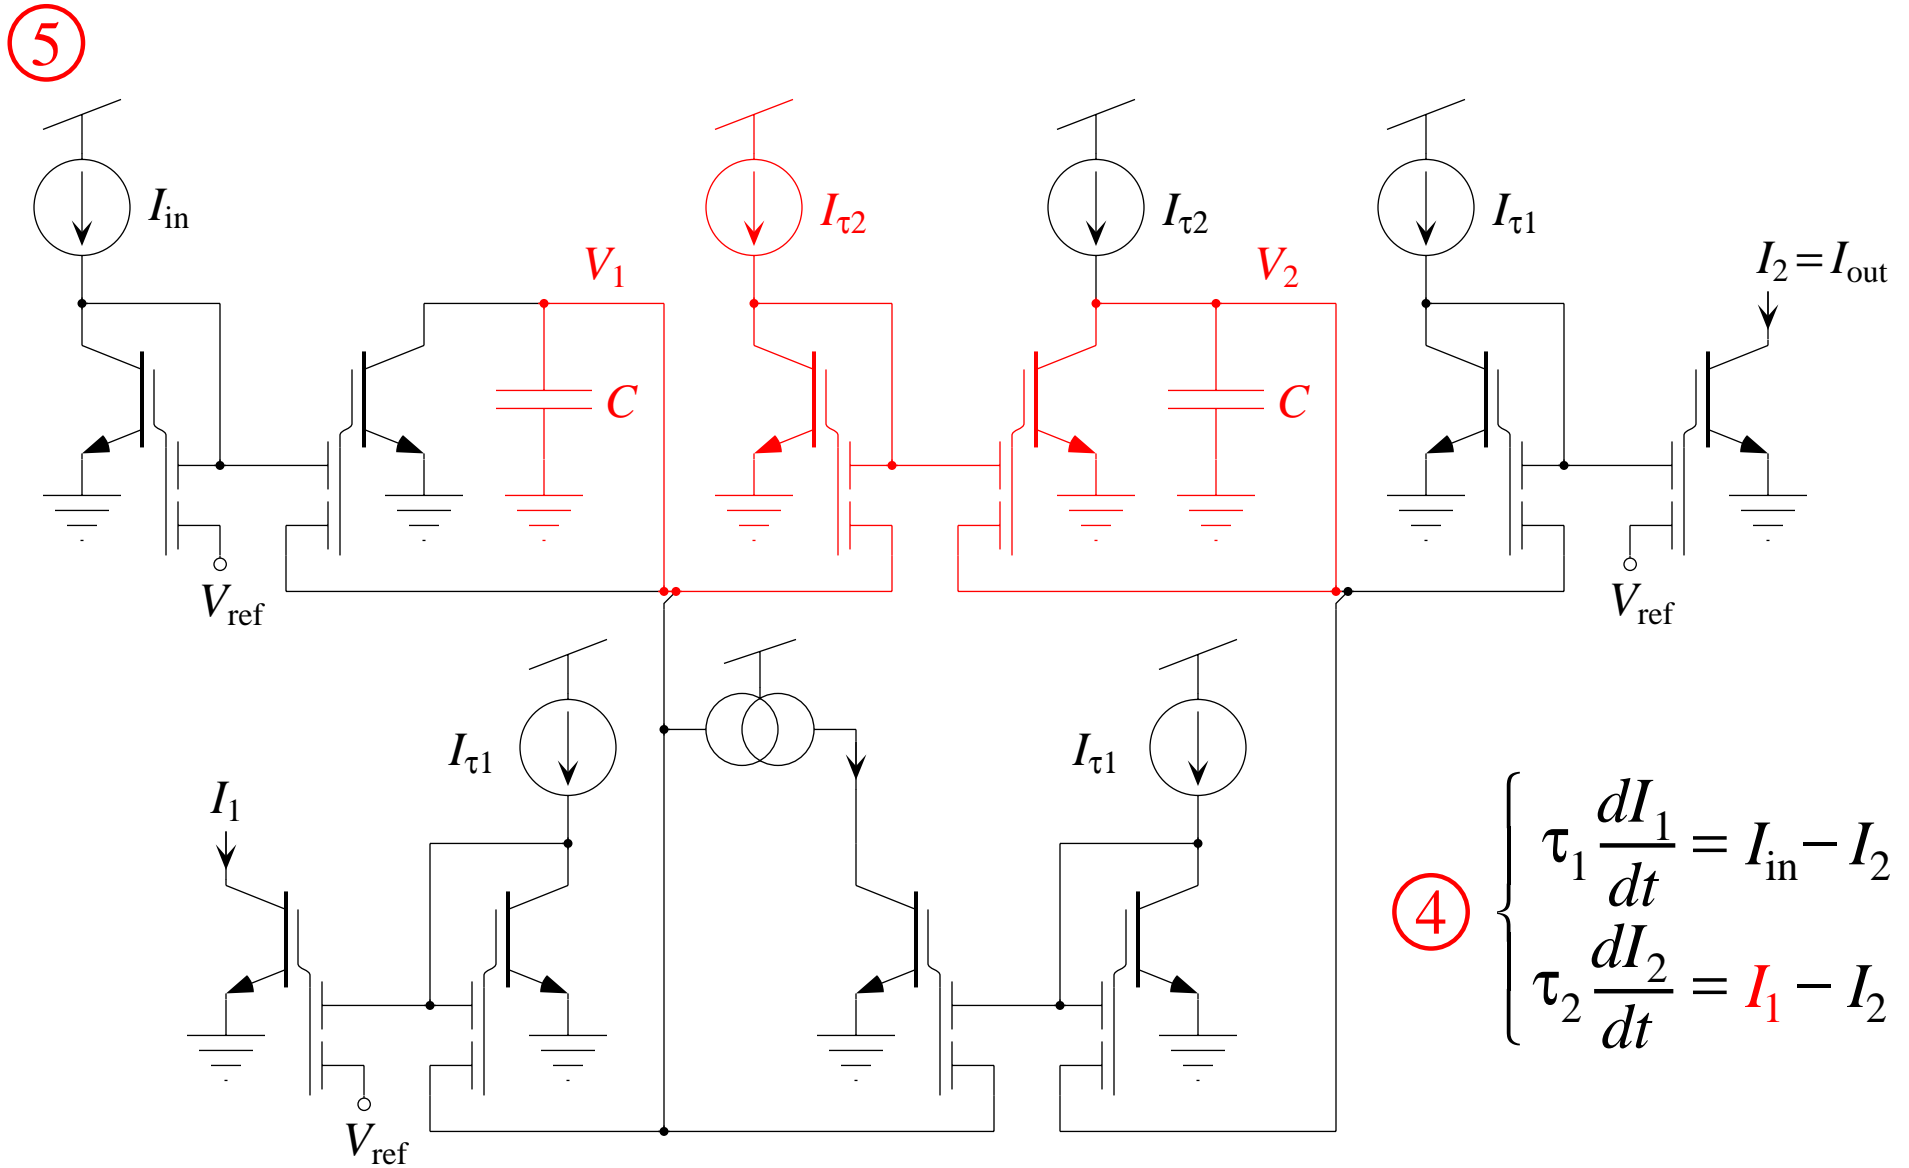 ⑤
I_in
I_τ2
I_τ2
I_τ1
V_1
V_2
I_2 = I_out
C
C
V_ref
V_ref
I_τ1
I_τ1
I_1
V_ref
④
τ_1 dI_1/dt = I_in − I_2
τ_2 dI_2/dt = I_1 − I_2